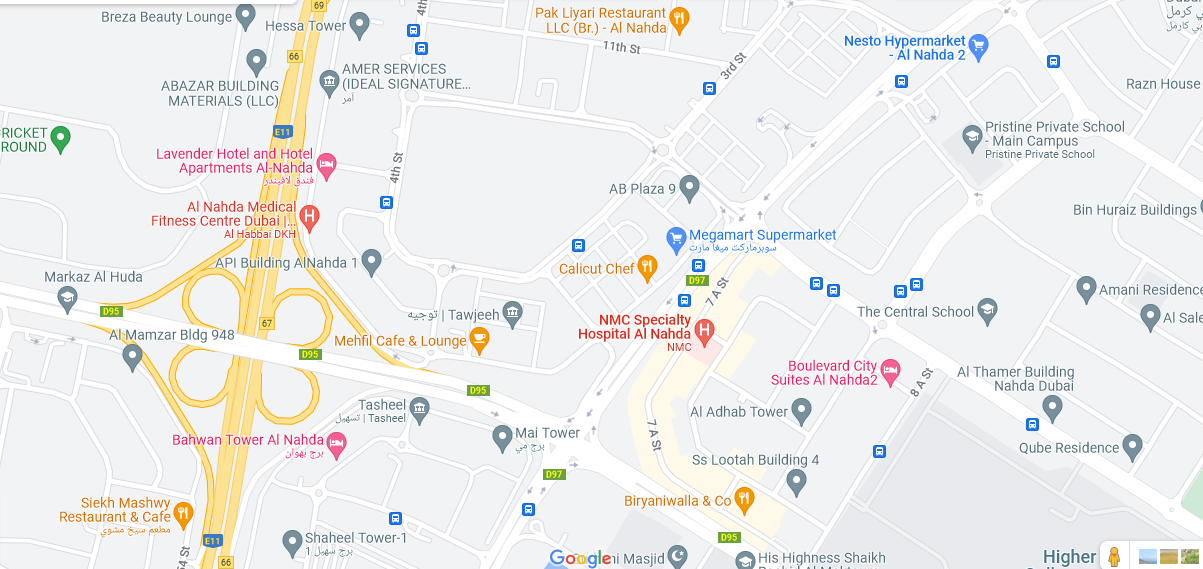 Breza Beauty Lounge
Hessa Tower
69
4th
Pak Liyari Restaurant
LLC (Br.) - Al Nahda
11th St
3rd St
Nesto Hypermarket
- Al Nahda 2
66
ABAZAR BUILDING
MATERIALS (LLC)
AMER SERVICES
(IDEAL SIGNATURE...
آمر
Razn House
E11
RICKET
ROUND
Pristine Private School
- Main Campus
Pristine Private School
Lavender Hotel and Hotel
Apartments Al-Nahda
فندق لافيندر
4th St
AB Plaza 9
Al Nahda Medical
Fitness Centre Dubai |...
Al Habbai DKH
Bin Huraiz Buildings
Megamart Supermarket
سوبرماركت ميغا مارت
API Building AlNahda 1
Calicut Chef
D97
7 A St
Markaz Al Huda
D95
Amani Residence
Al Sale
The Central School
توجيه | Tawjeeh
67
NMC Specialty
Hospital Al Nahda
NMC
Al Mamzar Bldg 948
Mehfil Cafe & Lounge
D95
Boulevard City
Suites Al Nahda2
8 A St
Al Thamer Building
Nahda Dubai
D95
Tasheel
تسهيل | Tasheel
Al Adhab Tower
Bahwan Tower Al Nahda
برج بهوان
Mai Tower
برج مي
7 A St
Qube Residence
Ss Lootah Building 4
D97
Siekh Mashwy
Restaurant & Cafe
مطعم سيخ مشوي
Biryaniwalla & Co
E11
Shaheel Tower-1
برج شهيل 1
D95
54 St
66
Google
Masjid
His Highness Shaikh
Higher